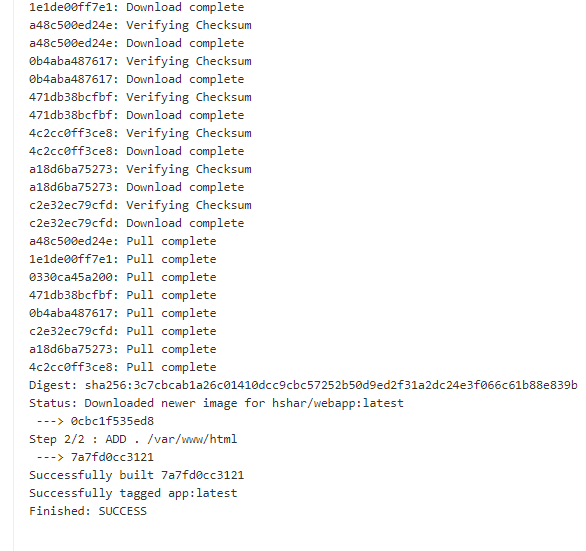 1e1de00ff7e1: Download complete
a48c500ed24e: Verifying Checksum
a48c500ed24e: Download complete
0b4aba487617: Verifying Checksum
0b4aba487617: Download complete
471db38bcfbf: Verifying Checksum
471db38bcfbf: Download complete
4c2cc0ff3ce8: Verifying Checksum
4c2cc0ff3ce8: Download complete
a18d6ba75273: Verifying Checksum
a18d6ba75273: Download complete
c2e32ec79cfd: Verifying Checksum
c2e32ec79cfd: Download complete
a48c500ed24e: Pull complete
1e1de00ff7e1: Pull complete
0330ca45a200: Pull complete
471db38bcfbf: Pull complete
0b4aba487617: Pull complete
c2e32ec79cfd: Pull complete
a18d6ba75273: Pull complete
4c2cc0ff3ce8: Pull complete
Digest: sha256:3c7cbcab1a26c01410dcc9cbc57252b50d9ed2f31a2dc24e3f066c61b88e839b
Status: Downloaded newer image for hshar/webapp:latest
---> 0cbc1f535ed8
Step 2/2 : ADD . /var/www/html
---> 7a7fd0cc3121
Successfully built 7a7fd0cc3121
Successfully tagged app:latest
Finished: SUCCESS